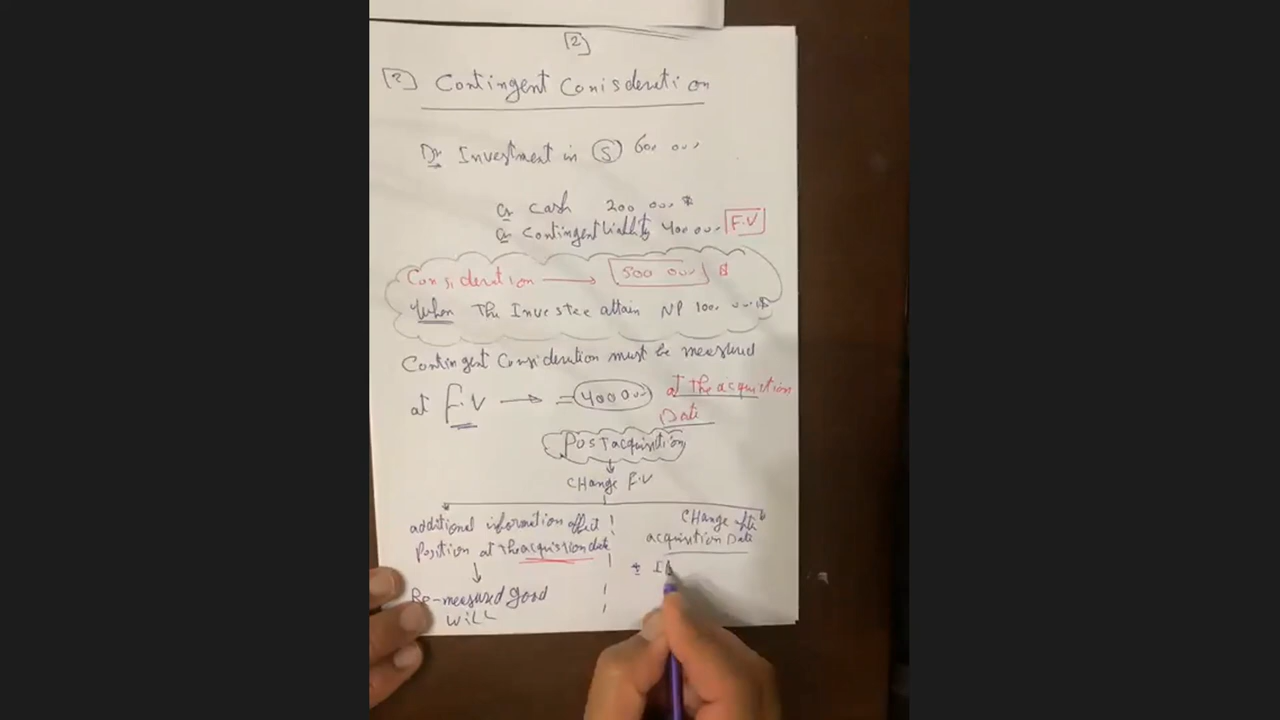 [2]
[2] Contingent Conisderation
Dr Investment in (S) 600 000
Cr Cash 200 000 $
Cr Contingent Liability 400 000 F.V
Consideration → 500 000 $
When The Investee attain NP 100 000 $
Contingent Consideration must be measured
at F.V → = 400 000 at The acquisition
Date
Post acquisition
↓
CHange F.V
additional information affect
Position at the acquisition date
↓
Re-measured good
will
CHange after
acquisition Date
* If